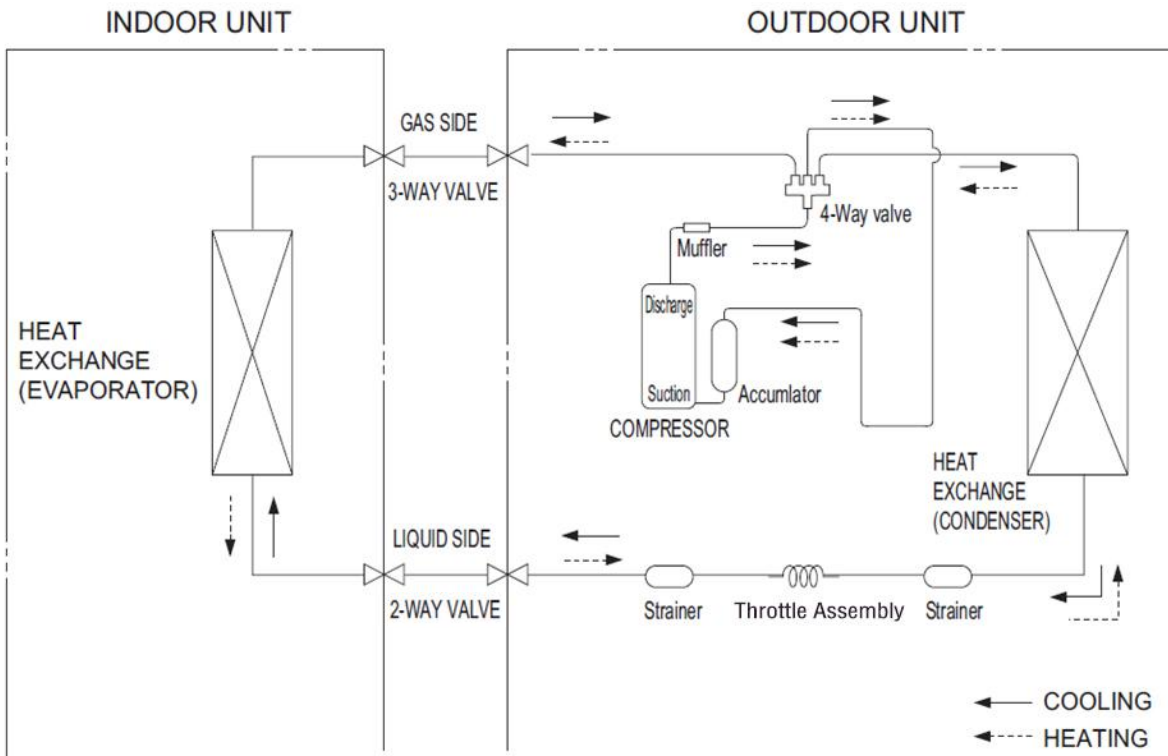 INDOOR UNIT
OUTDOOR UNIT
GAS SIDE
3-WAY VALVE
4-Way valve
Muffler
Discharge
Suction
Accumlator
COMPRESSOR
HEAT
EXCHANGE
(EVAPORATOR)
HEAT
EXCHANGE
(CONDENSER)
LIQUID SIDE
2-WAY VALVE
Strainer
Throttle Assembly
Strainer
COOLING
HEATING